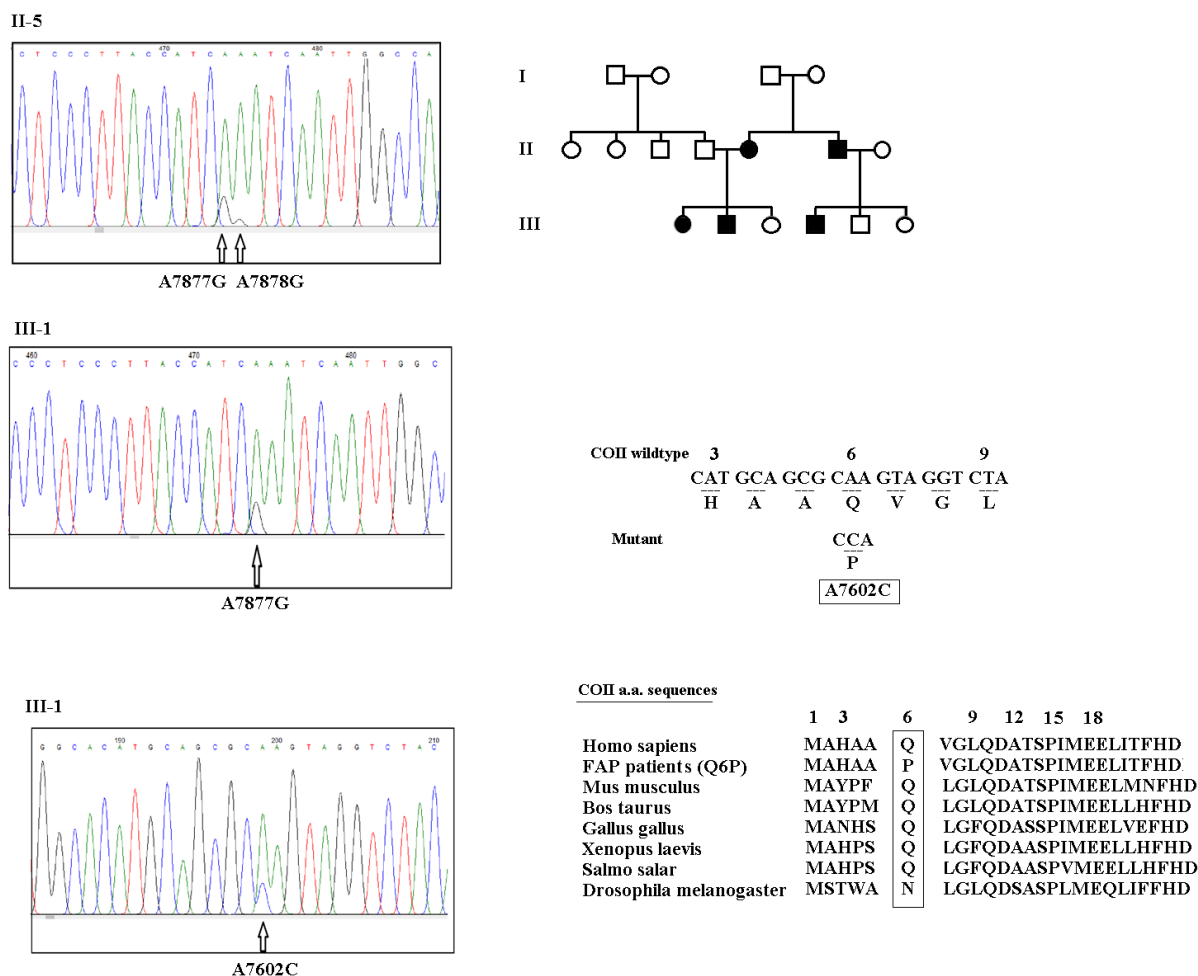 II-5
470 480
C T C C C T T A C C A T C A A A T C A A T T G G C C A
A7877G A7878G
I
II
III
III-1
460 470 480
C C C T C C C T T A C C A T C A A A T C A A T T G G C
A7877G
COII wildtype 3 6 9
CAT GCA GCG CAA GTA GGT CTA
H A A Q V G L
Mutant CCA
P
A7602C
III-1
190 200 210
G G C A C A T G C A G C G C A A G T A G G T C T A C
A7602C
COII a.a. sequences
1 3 6 9 12 15 18
Homo sapiens MAHAA Q VGLQDATSPIMEELITFHD
FAP patients (Q6P) MAHAA P VGLQDATSPIMEELITFHD
Mus musculus MAYPF Q LGLQDATSPIMEELMNFHD
Bos taurus MAYPM Q LGLQDATSPIMEELLHFHD
Gallus gallus MANHS Q LGFQDASSPIMEELVEFHD
Xenopus laevis MAHPS Q LGFQDAASPIMEELLHFHD
Salmo salar MAHPS Q LGFQDAASPVMEELLHFHD
Drosophila melanogaster MSTWA N LGLQDSASPLMEQLIFFHD